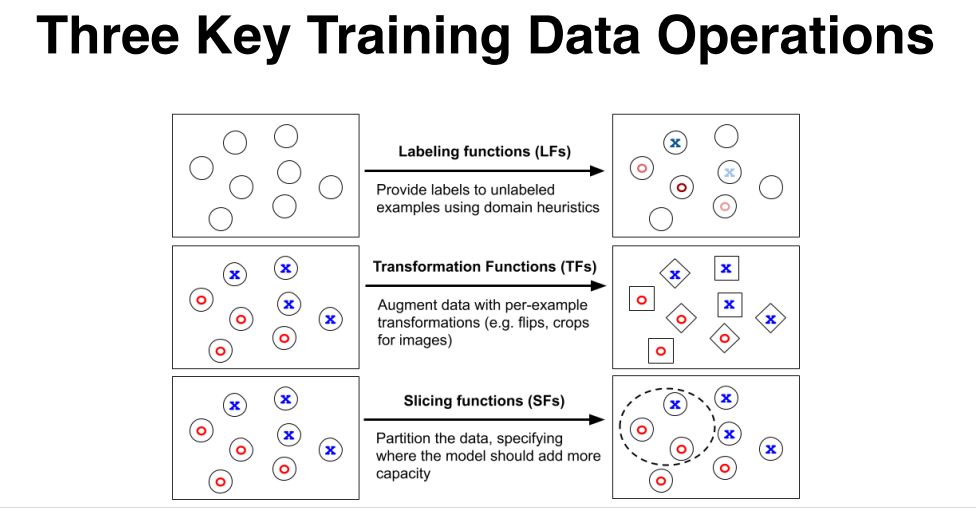 Three Key Training Data Operations
Labeling functions (LFs)
Provide labels to unlabeled
examples using domain heuristics
x
o
x
o
o
x x
Transformation Functions (TFs)
x x
o
x
Augment data with per-example
o x
transformations (e.g. flips, crops
o
for images)
o
x x
o x
o x
o
o
x x
Slicing functions (SFs)
o
x
Partition the data, specifying
o x
where the model should add more
o
capacity
o
x x
o x
o x
o
o